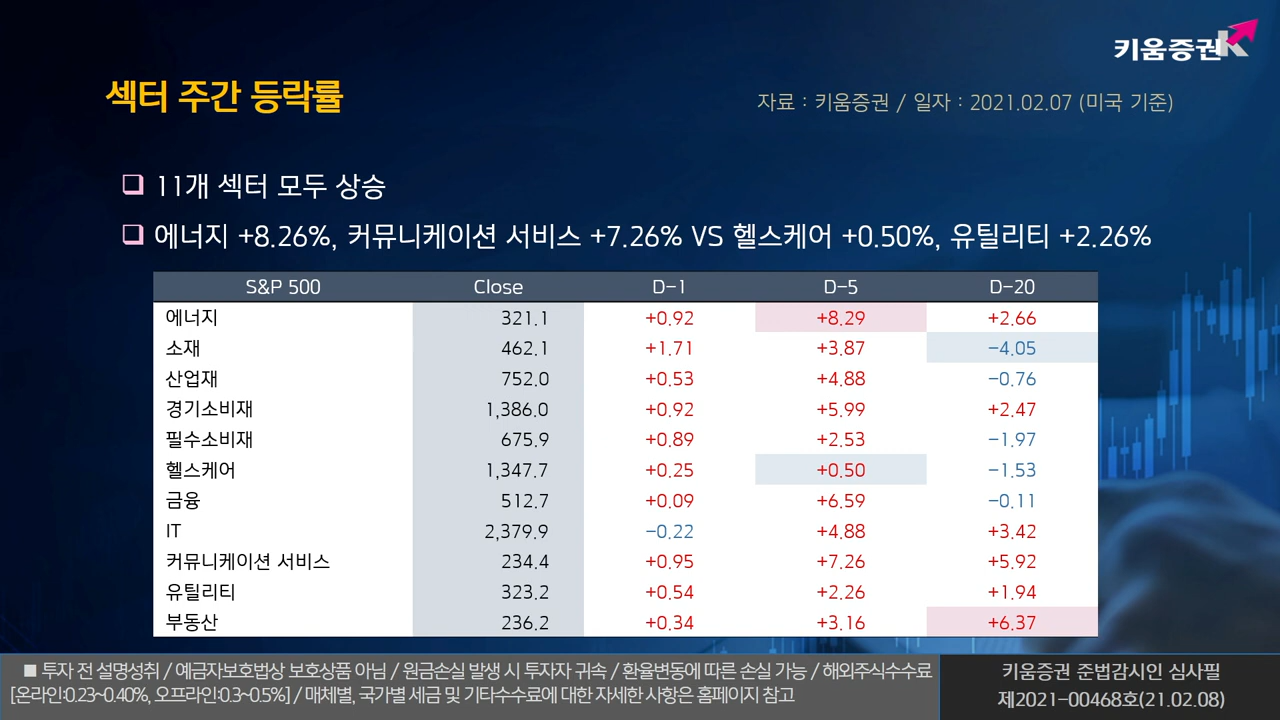 키움증권
섹터 주간 등락률
자료 : 키움증권 / 일자 : 2021.02.07 (미국 기준)
❑ 11개 섹터 모두 상승
❑ 에너지 +8.26%, 커뮤니케이션 서비스 +7.26% VS 헬스케어 +0.50%, 유틸리티 +2.26%
S&P 500 Close D-1 D-5 D-20
에너지 321.1 +0.92 +8.29 +2.66
소재 462.1 +1.71 +3.87 -4.05
산업재 752.0 +0.53 +4.88 -0.76
경기소비재 1,386.0 +0.92 +5.99 +2.47
필수소비재 675.9 +0.89 +2.53 -1.97
헬스케어 1,347.7 +0.25 +0.50 -1.53
금융 512.7 +0.09 +6.59 -0.11
IT 2,379.9 -0.22 +4.88 +3.42
커뮤니케이션 서비스 234.4 +0.95 +7.26 +5.92
유틸리티 323.2 +0.54 +2.26 +1.94
부동산 236.2 +0.34 +3.16 +6.37
■ 투자 전 설명성취 / 예금자보호법상 보호상품 아님 / 원금손실 발생 시 투자자 귀속 / 환율변동에 따른 손실 가능 / 해외주식수수료
[온라인:0.23~0.40%, 오프라인:0.3~0.5%] / 매체별, 국가별 세금 및 기타수수료에 대한 자세한 사항은 홈페이지 참고
키움증권 준법감시인 심사필
제2021-00468호(21.02.08)